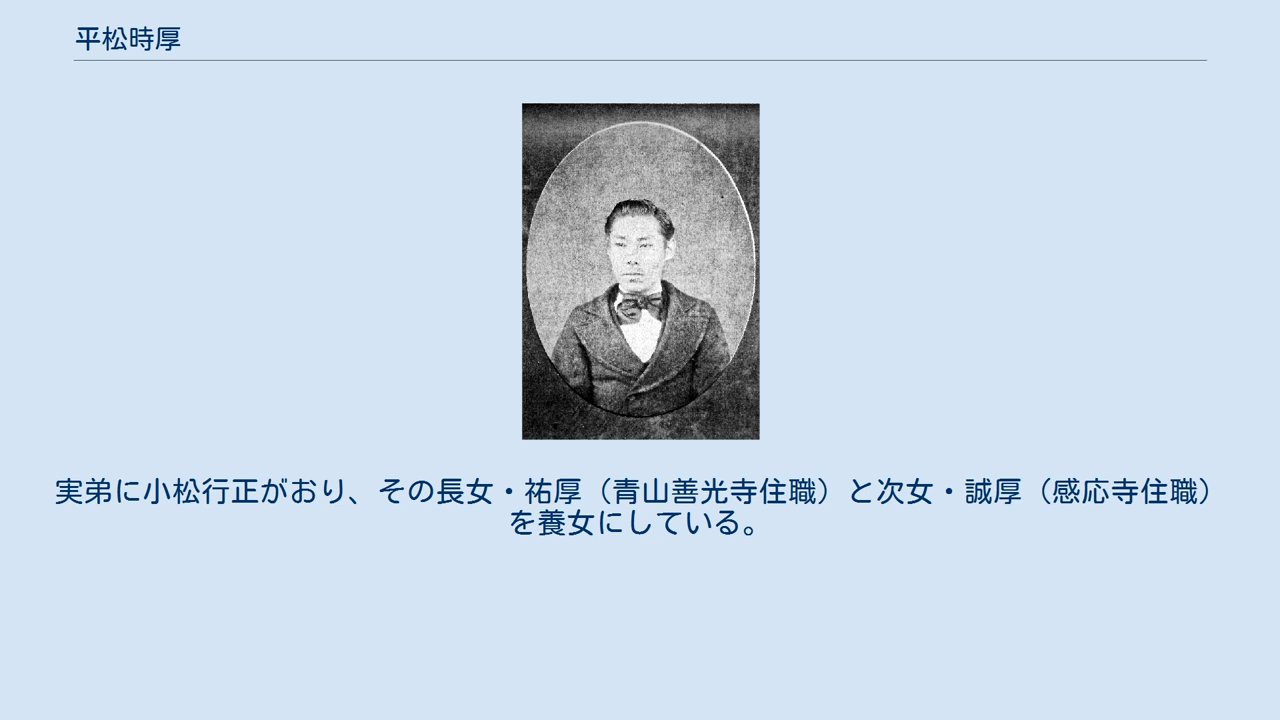 平松時厚
実弟に小松行正がおり、その長女・祐厚（青山善光寺住職）と次女・誠厚（感応寺住職）
を養女にしている。